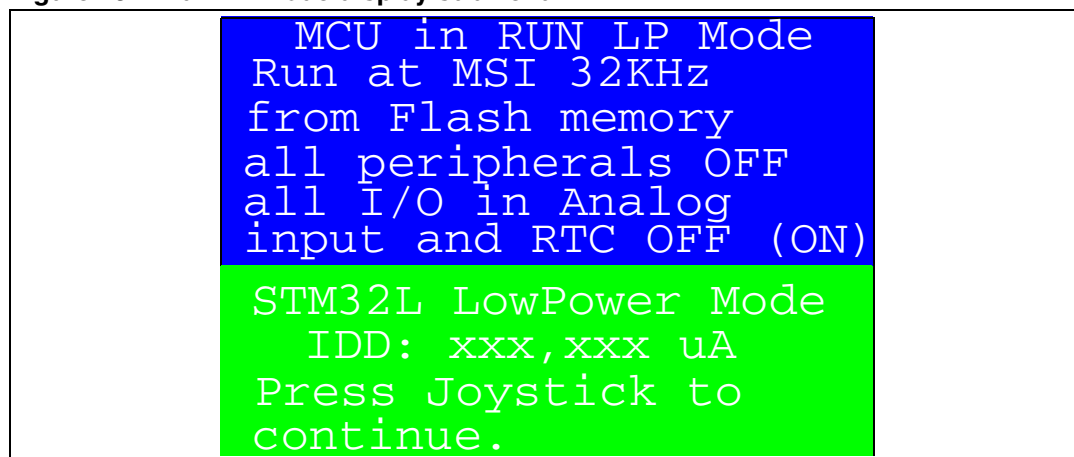 MCU in RUN LP Mode
Run at MSI 32KHz
from Flash memory
all peripherals OFF
all I/O in Analog
input and RTC OFF (ON)
STM32L LowPower Mode
IDD: xxx,xxx uA
Press Joystick to
continue.